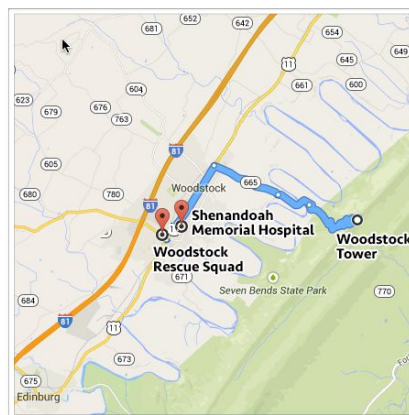 652
681
654
11
645
649
604
661
623
676
600
679
763
81
605
665
680
780
81
Woodstock
Shenandoah
Memorial Hospital
Woodstock
Rescue Squad
Woodstock
Tower
671
Seven Bends State Park
770
684
81
11
673
675
Edinburg